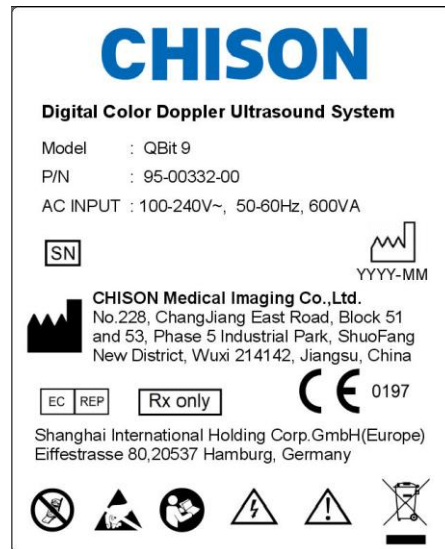 CHISON
Digital Color Doppler Ultrasound System
Model : QBit 9
P/N : 95-00332-00
AC INPUT : 100-240V~, 50-60Hz, 600VA
SN
YYYY-MM
CHISON Medical Imaging Co.,Ltd.
No.228, ChangJiang East Road, Block 51
and 53, Phase 5 Industrial Park, ShuoFang
New District, Wuxi 214142, Jiangsu, China
EC REP Rx only CE 0197
Shanghai International Holding Corp.GmbH(Europe)
Eiffestrasse 80,20537 Hamburg, Germany